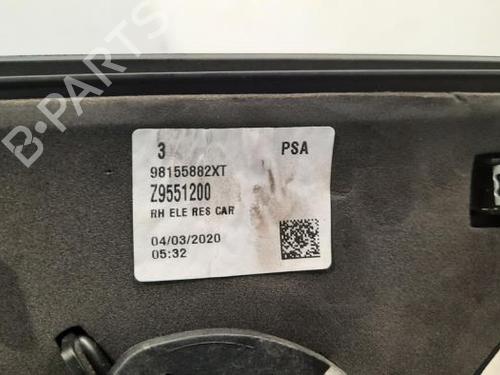 3 PSA
98155882XT
Z9551200
RH ELE RES CAR
04/03/2020
05:32
B-PARTS